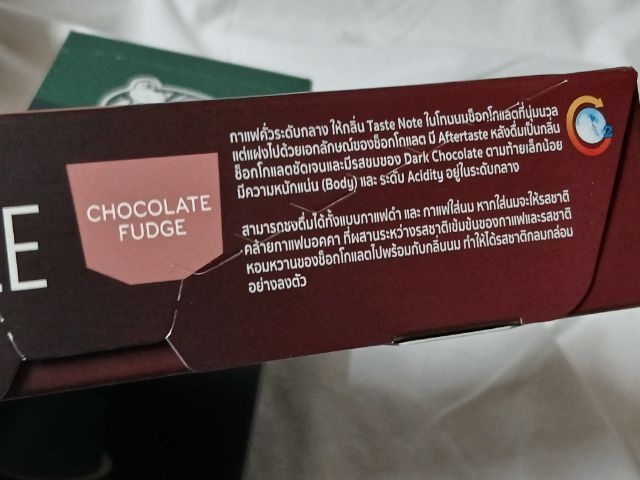 E
CHOCOLATE
FUDGE
กาแฟคั่วระดับกลาง ให้กลิ่น Taste Note ในโทนนมช็อกโกแลตที่นุ่มนวล
แต่แฝงไปด้วยเอกลักษณ์ของช็อกโกแลต มี Aftertaste หลังดื่มเป็นกลิ่น
ช็อกโกแลตชัดเจนและมีรสขมของ Dark Chocolate ตามท้ายเล็กน้อย
มีความหนักแน่น (Body) และ ระดับ Acidity อยู่ในระดับกลาง
สามารถชงดื่มได้ทั้งแบบกาแฟดำ และ กาแฟใส่นม หากใส่นมจะให้รสชาติ
คล้ายกาแฟมอคคา ที่ผสานระหว่างรสชาติเข้มข้นของกาแฟและรสชาติ
หอมหวานของช็อกโกแลตไปพร้อมกับกลิ่นนม ทำให้ได้รสชาติกลมกล่อม
อย่างลงตัว